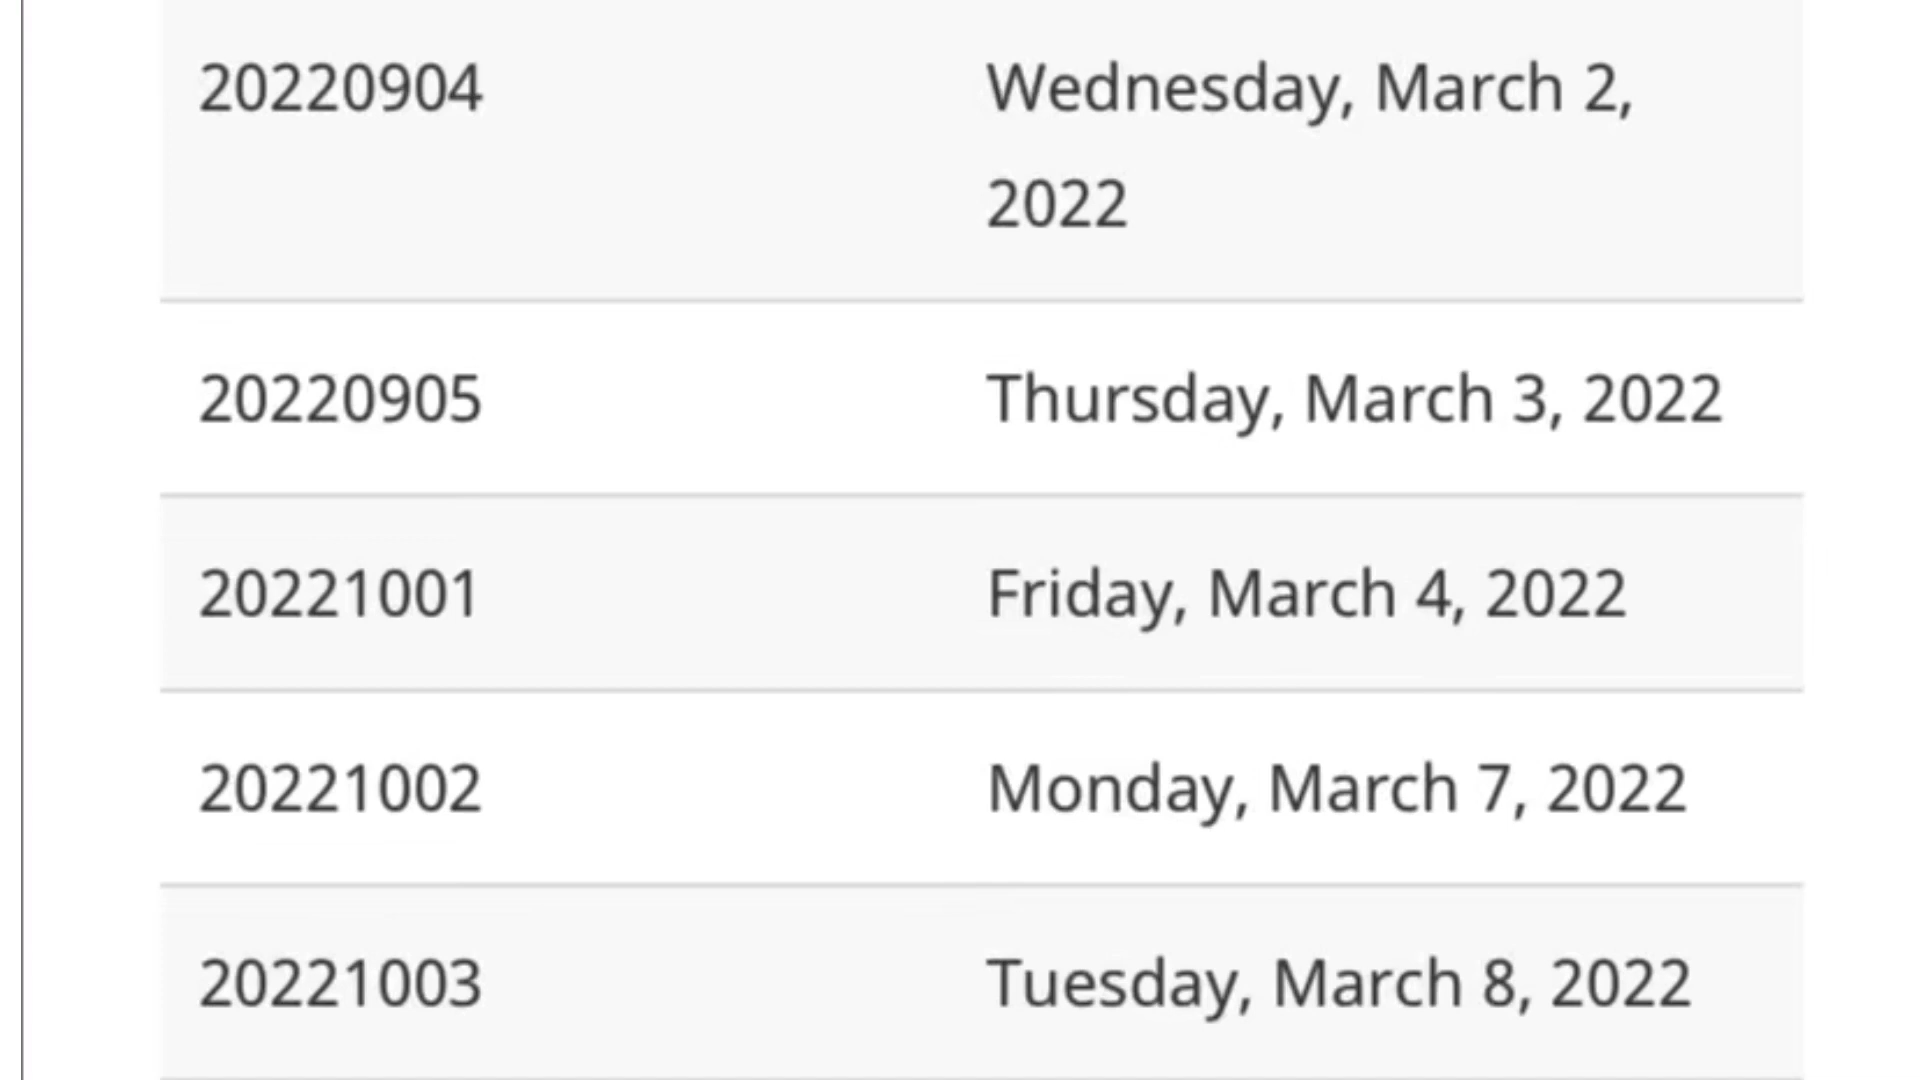 20220904 Wednesday, March 2,
2022
20220905 Thursday, March 3, 2022
20221001 Friday, March 4, 2022
20221002 Monday, March 7, 2022
20221003 Tuesday, March 8, 2022